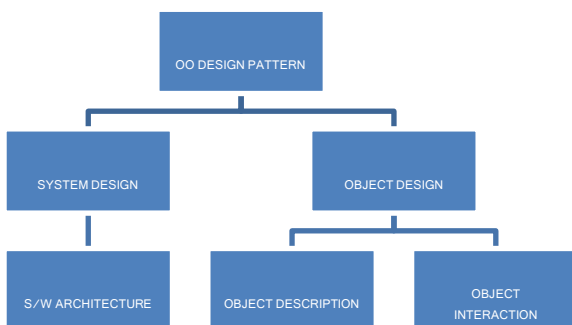 OO DESIGN PATTERN
SYSTEM DESIGN
OBJECT DESIGN
S/W ARCHITECTURE
OBJECT DESCRIPTION
OBJECT
INTERACTION